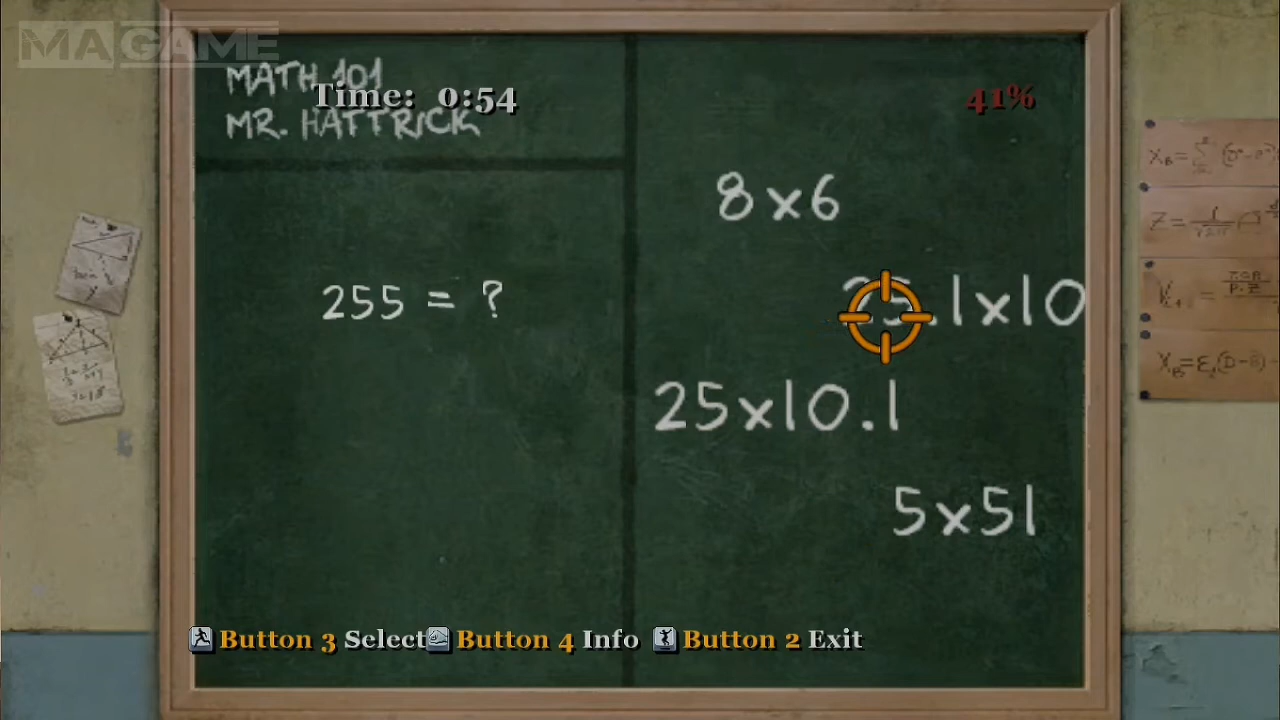 MAGAME
MATH 101
Time: 0:54
41%
MR. HATTRICK
8x6
255 = ?
25.1x10
25x10.1
5x51
Button 3 Select Button 4 Info Button 2 Exit